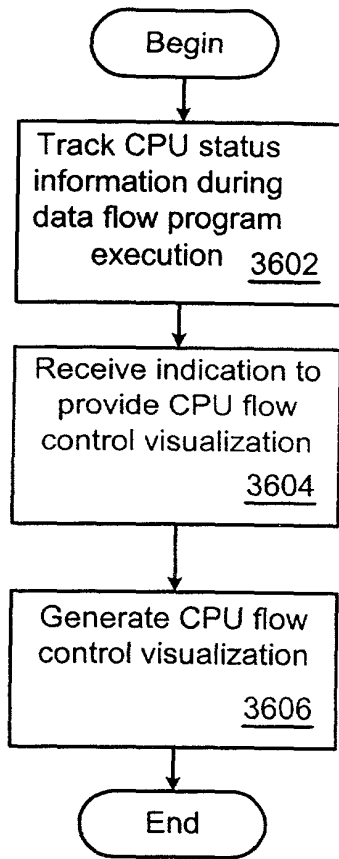 Begin
Track CPU status
information during
data flow program
execution 3602
Receive indication to
provide CPU flow
control visualization
3604
Generate CPU flow
control visualization
3606
End